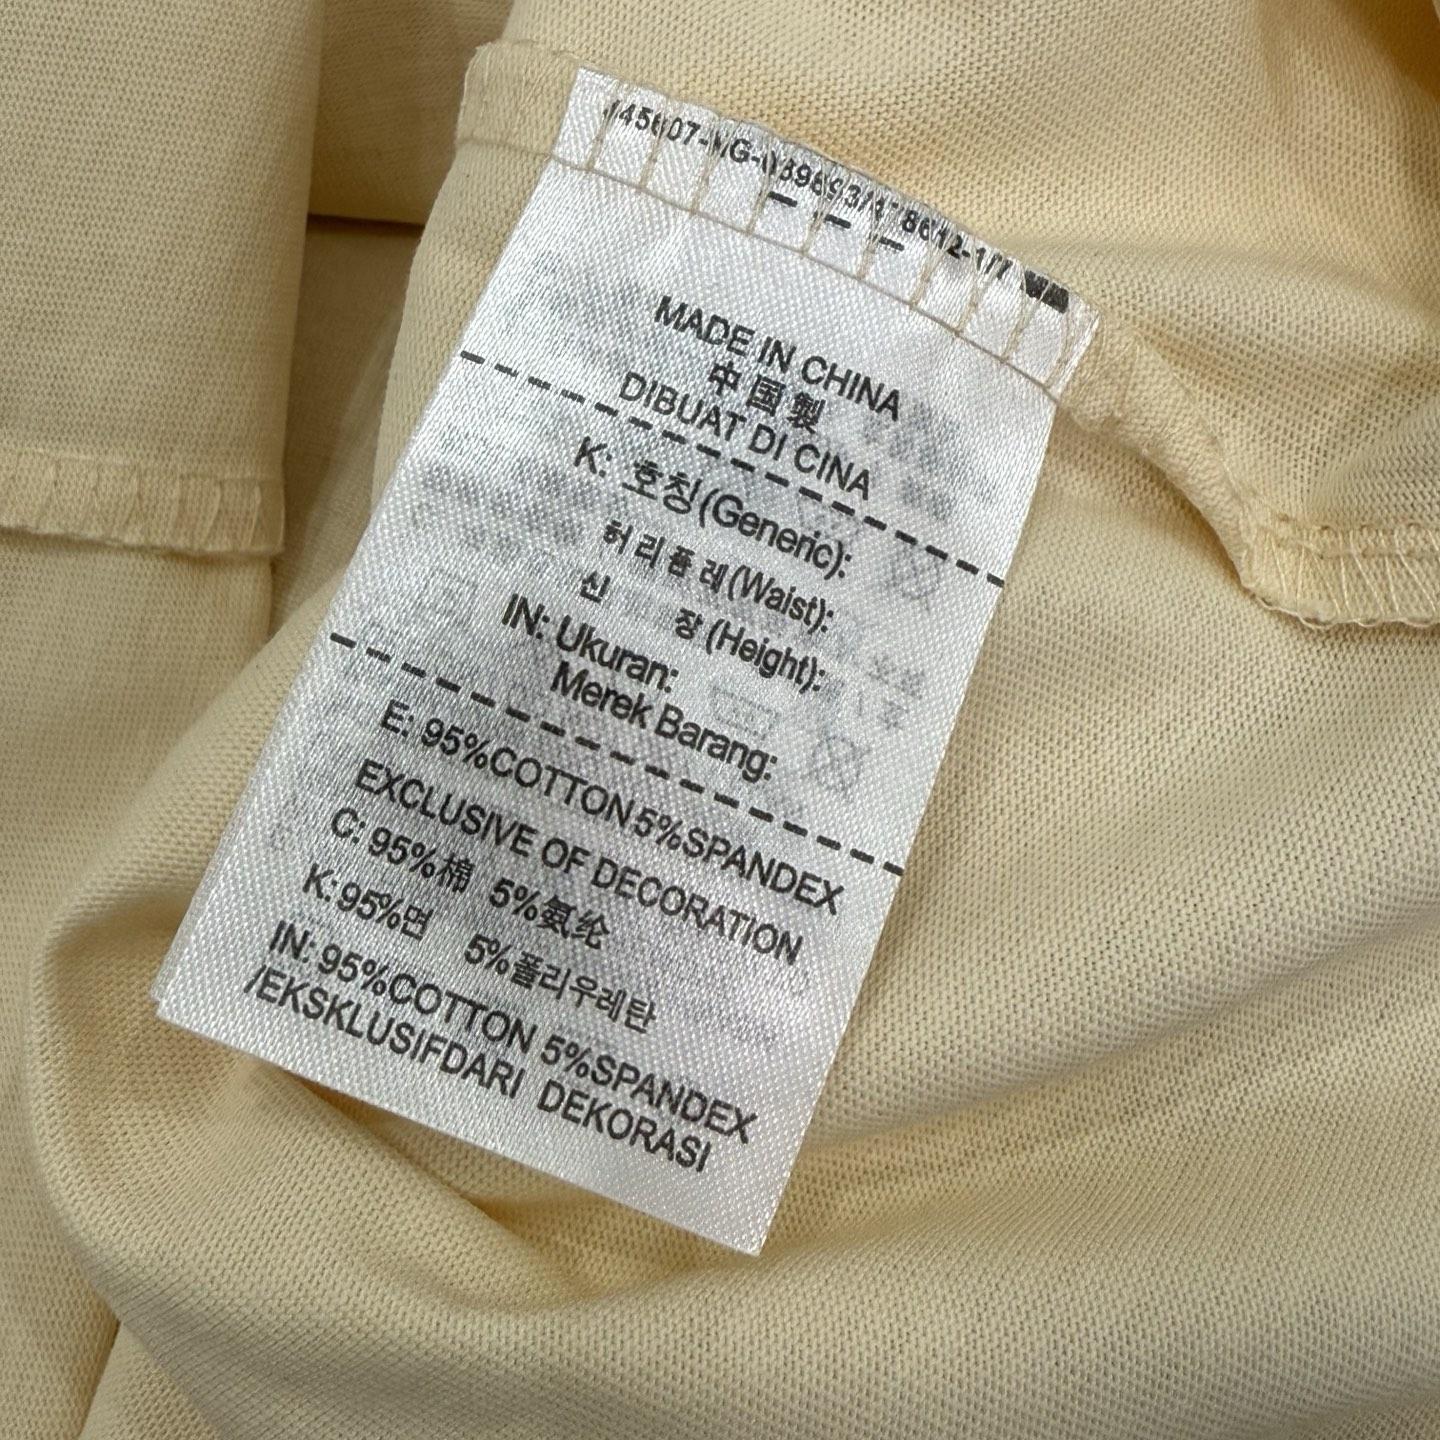 MADE IN CHINA
中国製
DIBUAT DI CINA
K: 호칭(Generic):
허리둘레(Waist):
신 장(Height):
IN: Ukuran:
Merek Barang:
E: 95%COTTON 5%SPANDEX
EXCLUSIVE OF DECORATION
C: 95%棉 5%氨纶
K: 95%면 5%폴리우레탄
IN: 95%COTTON 5%SPANDEX
/EKSKLUSIFDARI DEKORASI